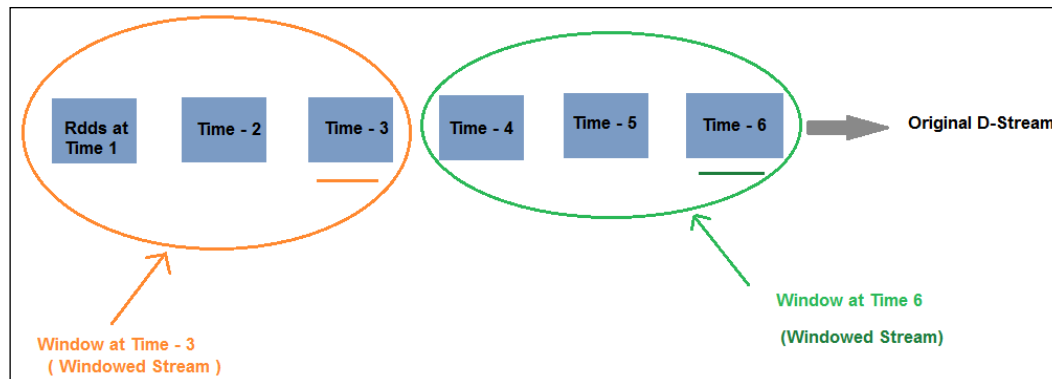 Rdds at
Time 1
Time - 2
Time - 3
Time - 4
Time - 5
Time - 6
Original D-Stream
Window at Time 6
(Windowed Stream)
Window at Time - 3
( Windowed Stream )